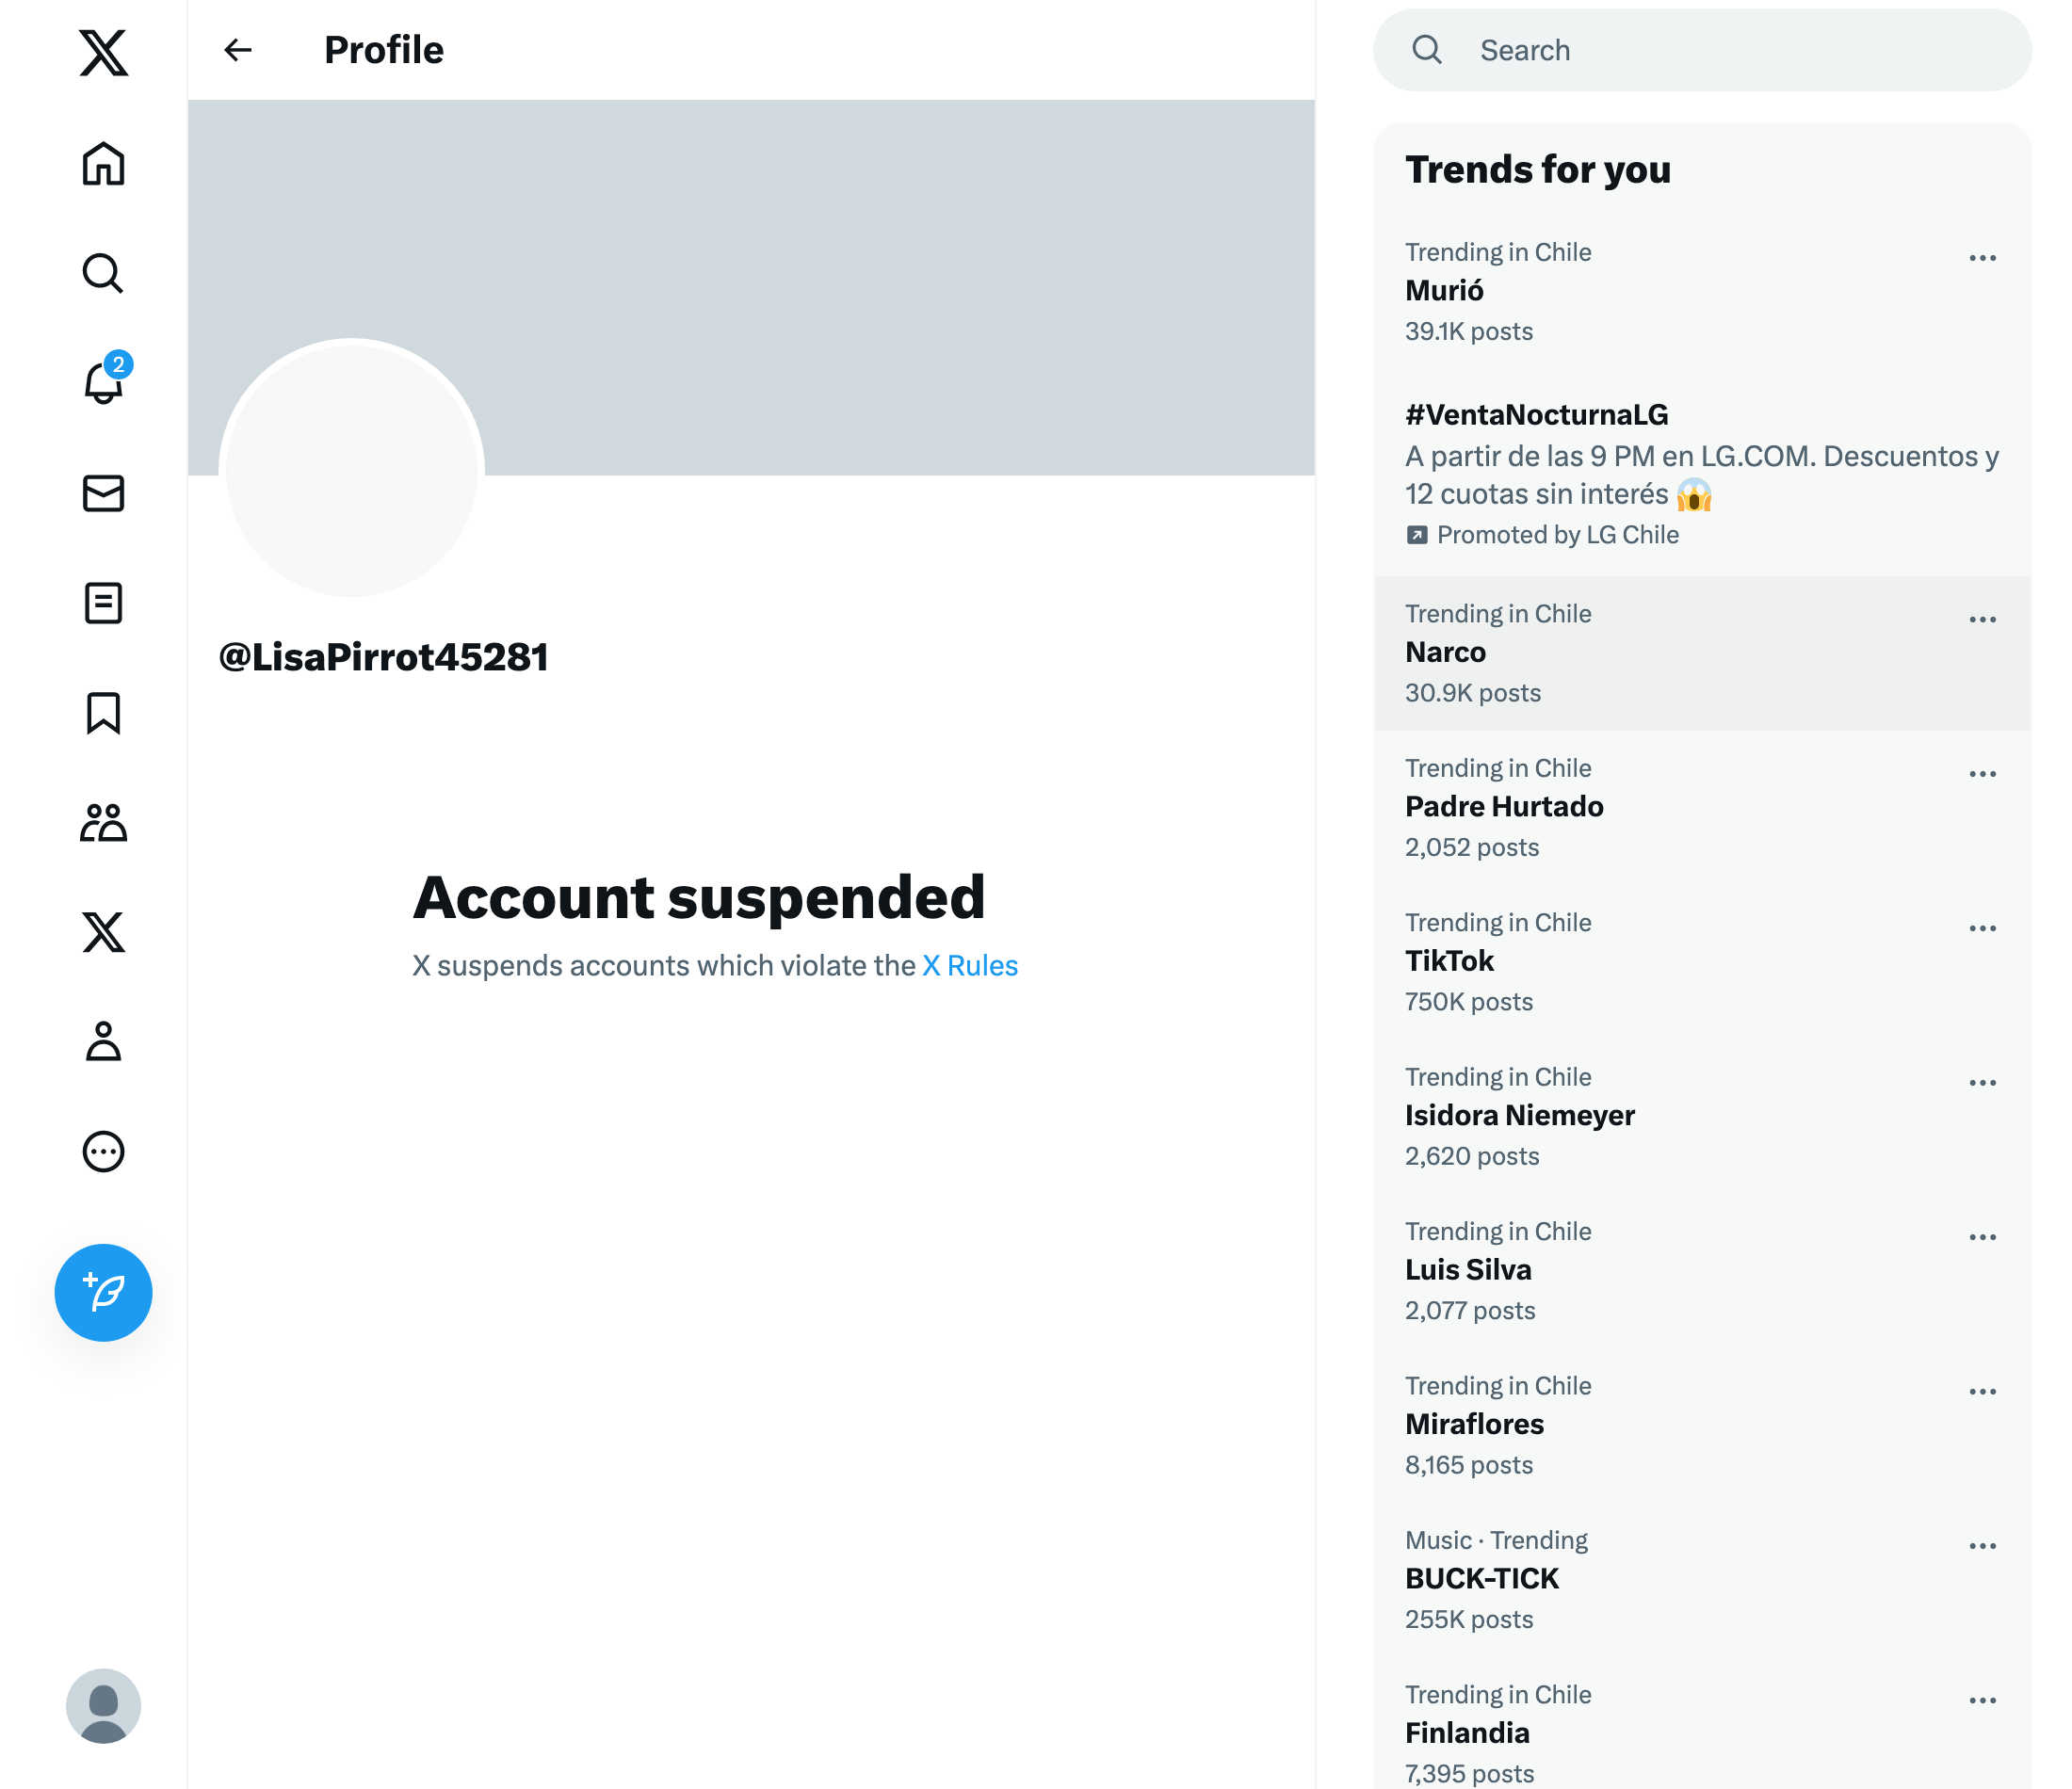 Profile
2
@LisaPirrot45281
Account suspended
X suspends accounts which violate the X Rules
Search
Trends for you
Trending in Chile
Murió
39.1K posts
#VentaNocturnaLG
A partir de las 9 PM en LG.COM. Descuentos y
12 cuotas sin interés 😱
Promoted by LG Chile
Trending in Chile
Narco
30.9K posts
Trending in Chile
Padre Hurtado
2,052 posts
Trending in Chile
TikTok
750K posts
Trending in Chile
Isidora Niemeyer
2,620 posts
Trending in Chile
Luis Silva
2,077 posts
Trending in Chile
Miraflores
8,165 posts
Music · Trending
BUCK-TICK
255K posts
Trending in Chile
Finlandia
7,395 posts